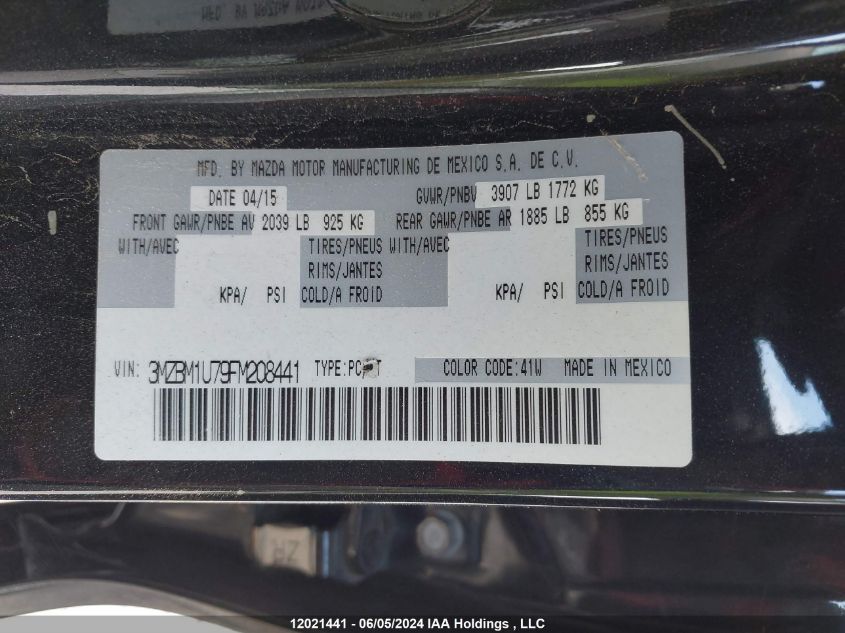 MFD. BY MAZDA MOTOR MANUFACTURING DE MEXICO S.A. DE C.V.
DATE 04/15 GVWR/PNBV 3907 LB 1772 KG
FRONT GAWR/PNBE AV 2039 LB 925 KG REAR GAWR/PNBE AR 1885 LB 855 KG
WITH/AVEC TIRES/PNEUS WITH/AVEC TIRES/PNEUS
RIMS/JANTES RIMS/JANTES
KPA/ PSI COLD/A FROID KPA/ PSI COLD/A FROID
VIN: 3MZBM1U79FM208441 TYPE:PC/T COLOR CODE:41W MADE IN MEXICO
ZR
12021441 - 06/05/2024 IAA Holdings , LLC